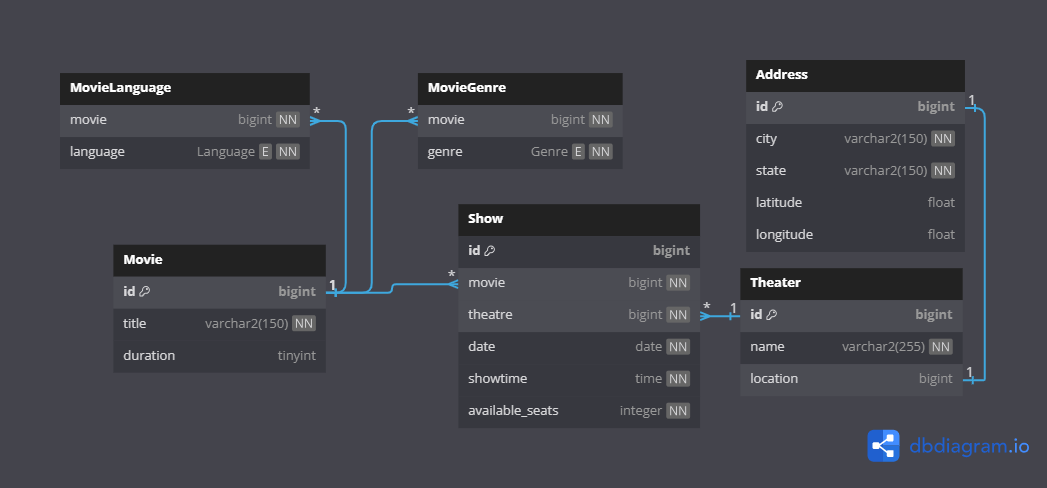 MovieLanguage
movie bigint NN
language Language E NN
*
MovieGenre
movie bigint NN
genre Genre E NN
*
Address
id bigint
city varchar2(150) NN
state varchar2(150) NN
latitude float
longitude float
1
Movie
id bigint
title varchar2(150) NN
duration tinyint
1
Show
id bigint
movie bigint NN
theatre bigint NN
date date NN
showtime time NN
available_seats integer NN
*
*
Theater
id bigint
name varchar2(255) NN
location bigint
1
1
dbdiagram.io